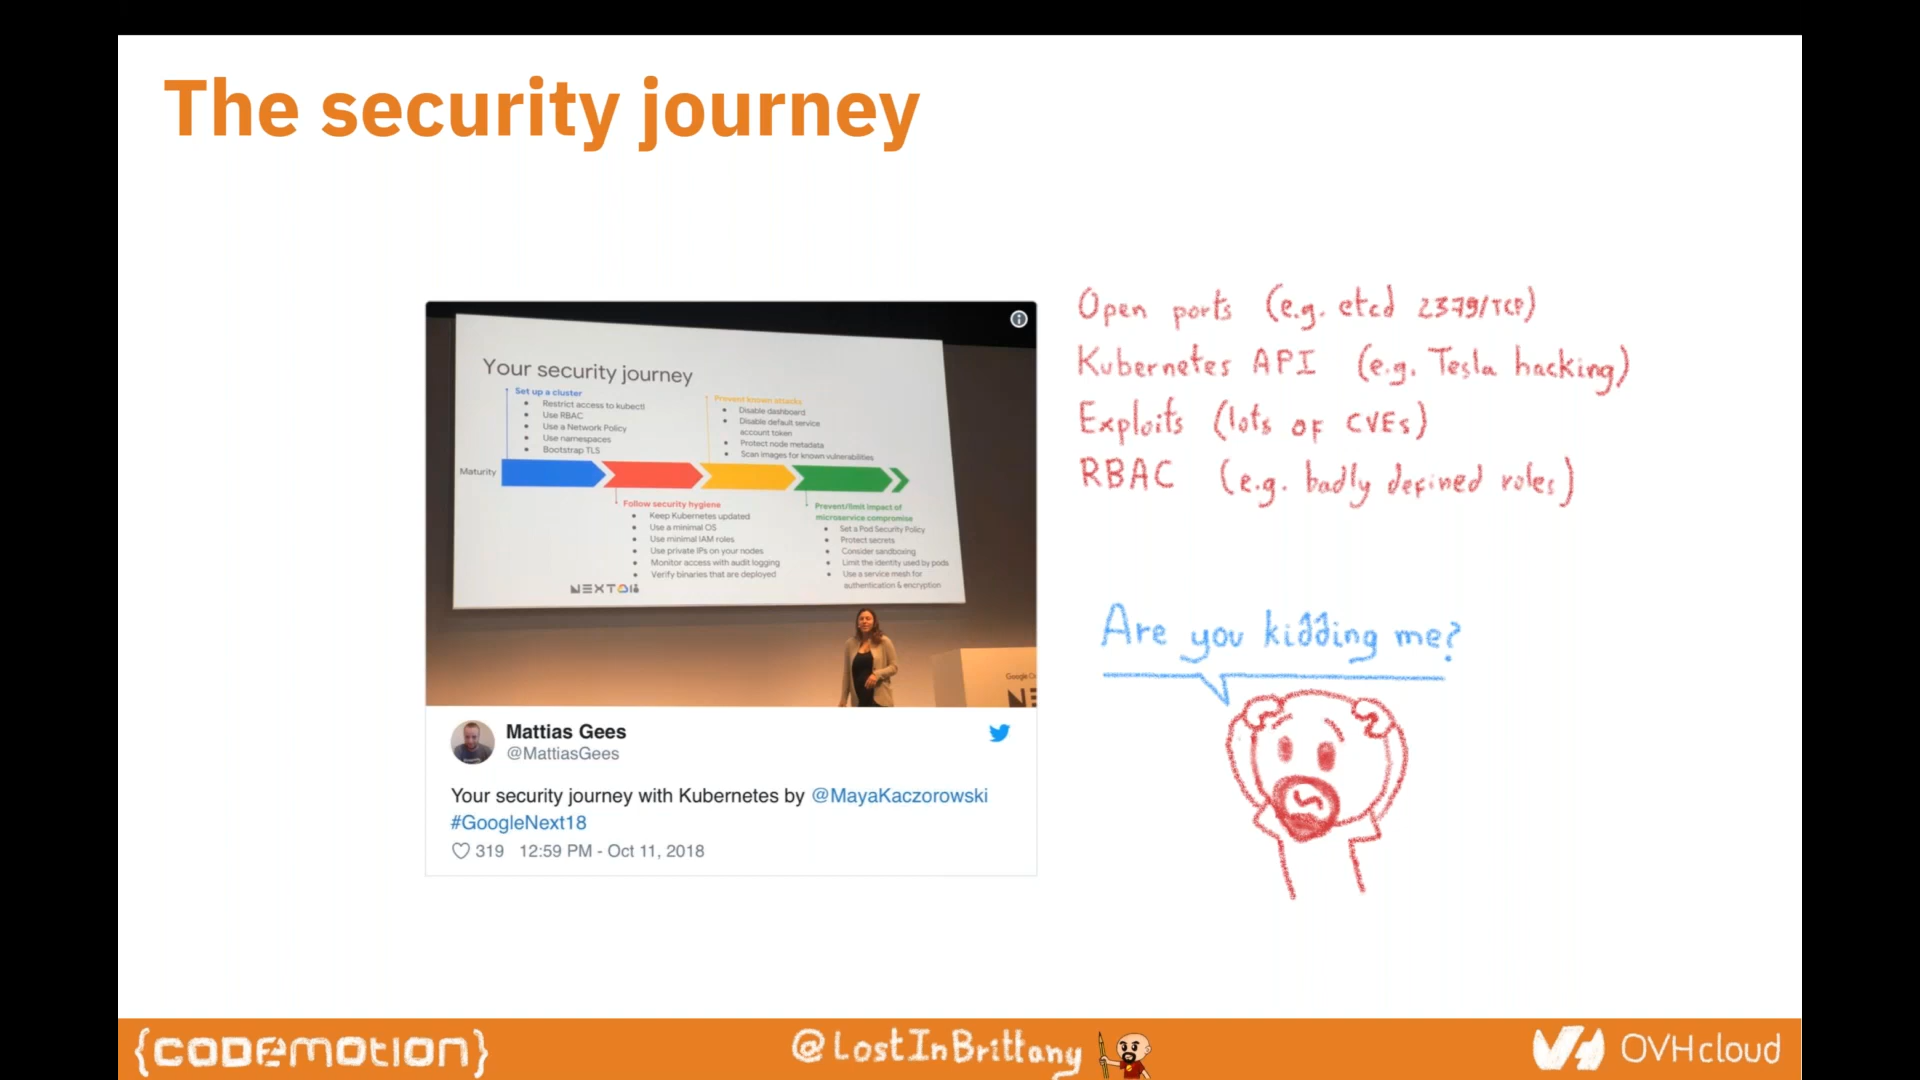 The security journey
Your security journey
Set up a cluster
Restrict access to kubectl
Use RBAC
Use a Network Policy
Use namespaces
Bootstrap TLS
Prevent known attacks
Disable dashboard
Disable default service
account token
Protect node metadata
Scan images for known vulnerabilities
Maturity
Follow security hygiene
Keep Kubernetes updated
Use a minimal OS
Use minimal IAM roles
Use private IPs on your nodes
Monitor access with audit logging
Verify binaries that are deployed
Prevent/limit impact of
microservice compromise
Set a Pod Security Policy
Protect secrets
Consider sandboxing
Limit the identity used by pods
Use a service mesh for
authentication & encryption
NEXT
Google
Mattias Gees
@MattiasGees
Your security journey with Kubernetes by @MayaKaczorowski
#GoogleNext18
319 12:59 PM - Oct 11, 2018
Open ports (e.g. etcd 2379/TCP)
Kubernetes API (e.g. Tesla hacking)
Exploits (lots of CVEs)
RBAC (e.g. badly defined roles)
Are you kidding me?
{CODEMOTION}
@LostInBrittany
OVHcloud